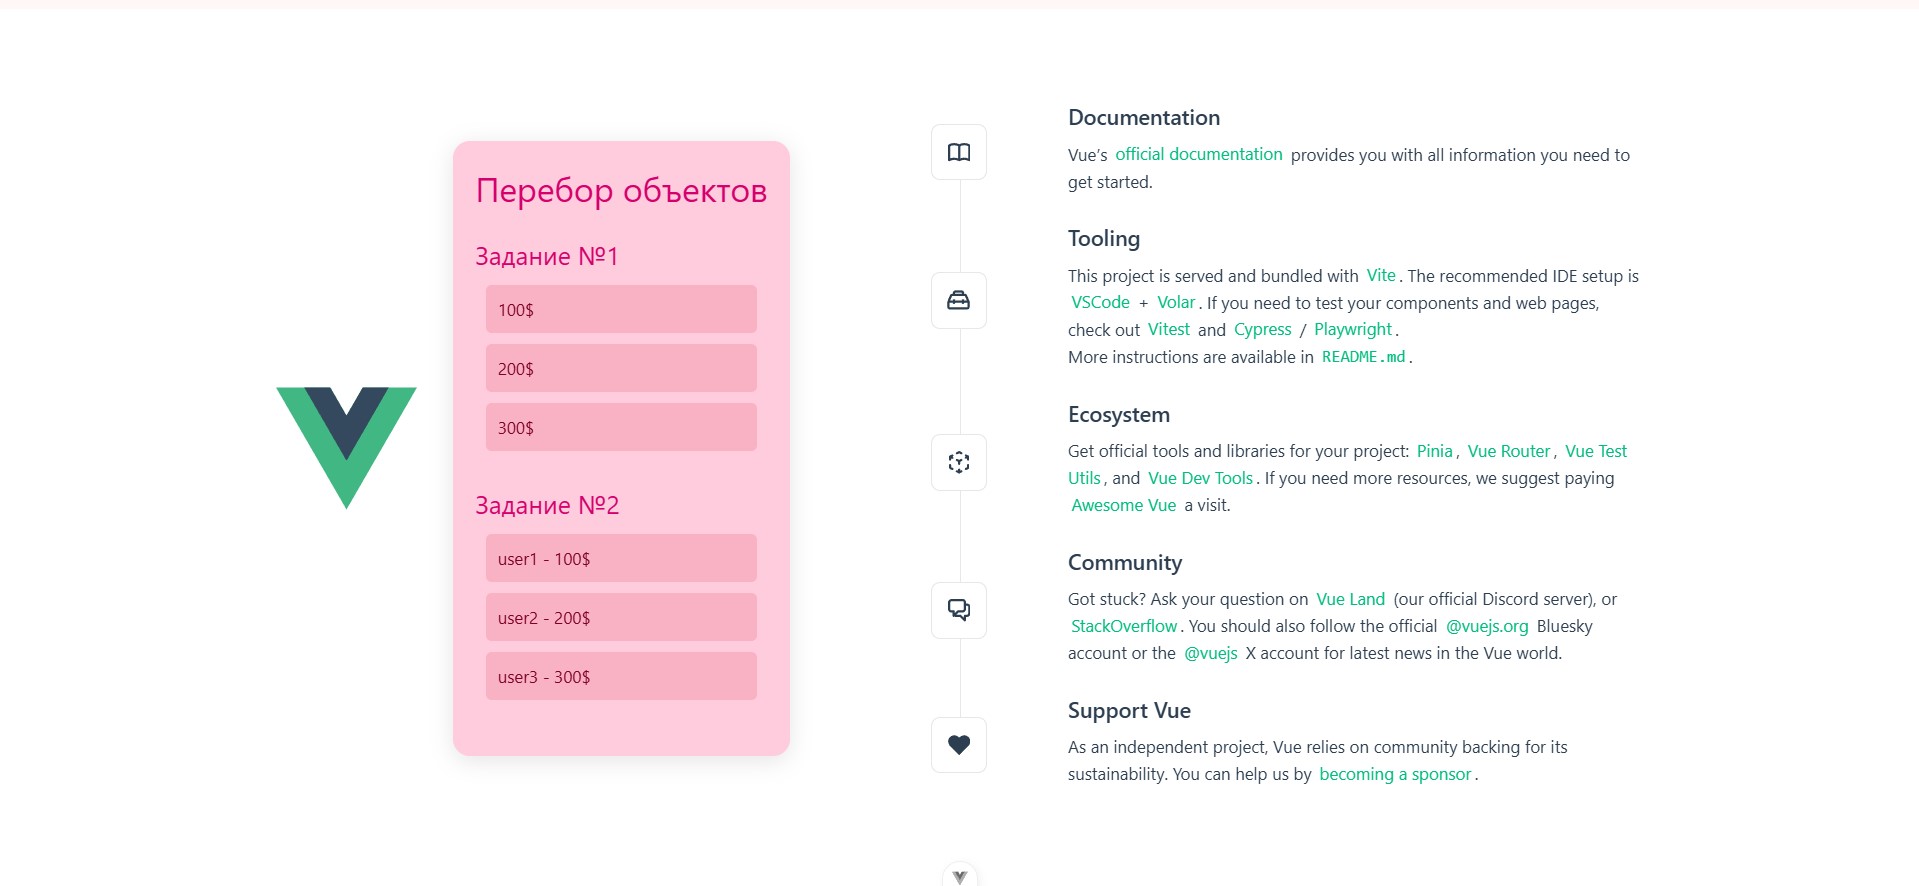 Перебор объектов
Задание №1
100$
200$
300$
Задание №2
user1 - 100$
user2 - 200$
user3 - 300$
Documentation
Vue’s official documentation provides you with all information you need to
get started.
Tooling
This project is served and bundled with Vite. The recommended IDE setup is
VSCode + Volar. If you need to test your components and web pages,
check out Vitest and Cypress / Playwright.
More instructions are available in README.md.
Ecosystem
Get official tools and libraries for your project: Pinia, Vue Router, Vue Test
Utils, and Vue Dev Tools. If you need more resources, we suggest paying
Awesome Vue a visit.
Community
Got stuck? Ask your question on Vue Land (our official Discord server), or
StackOverflow. You should also follow the official @vuejs.org Bluesky
account or the @vuejs X account for latest news in the Vue world.
Support Vue
As an independent project, Vue relies on community backing for its
sustainability. You can help us by becoming a sponsor.